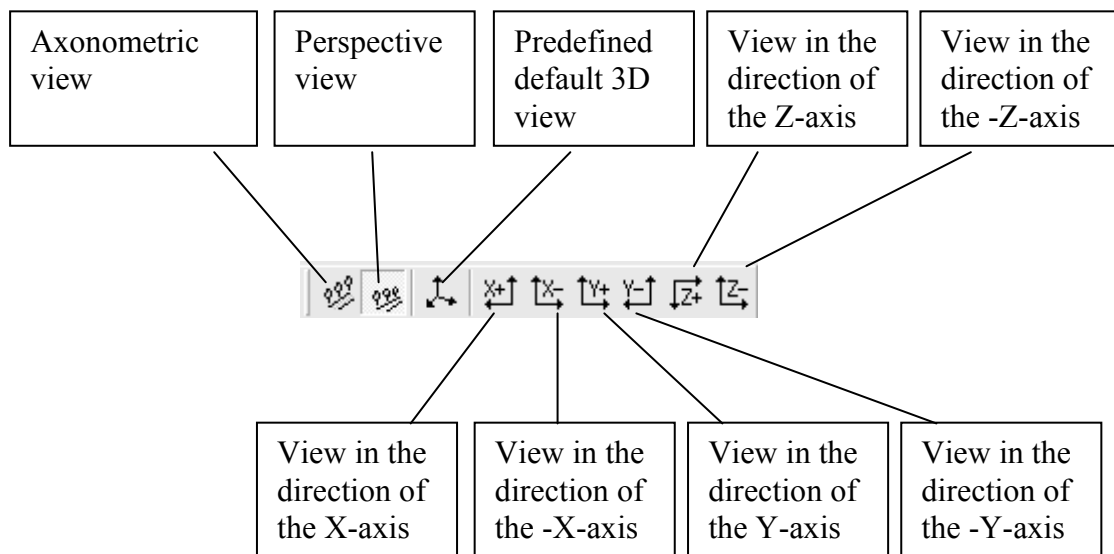 Axonometric
view
Perspective
view
Predefined
default 3D
view
View in the
direction of
the Z-axis
View in the
direction of
the -Z-axis
X+
X-
Y+
Y-
Z+
Z-
View in the
direction of
the X-axis
View in the
direction of
the -X-axis
View in the
direction of
the Y-axis
View in the
direction of
the -Y-axis